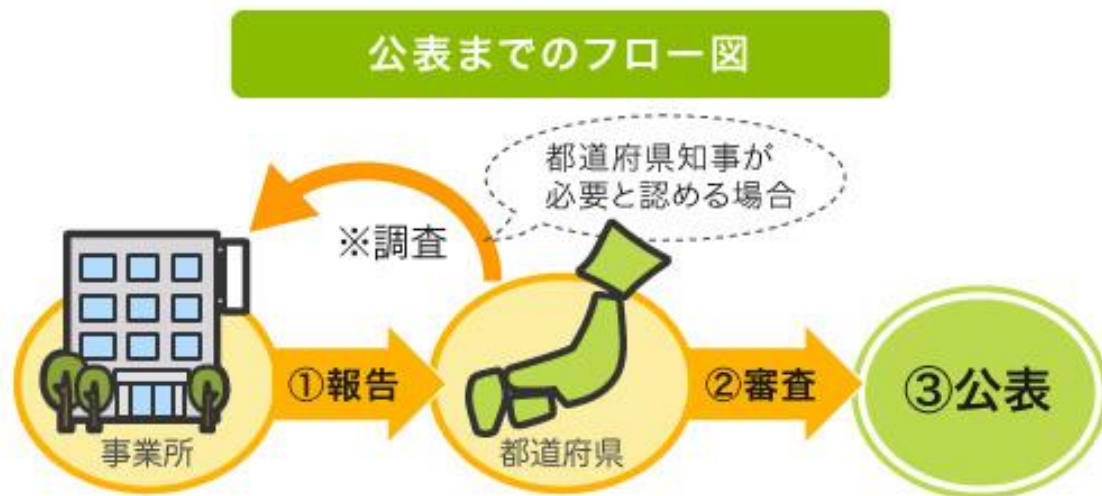 公表までのフロー図
都道府県知事が
必要と認める場合
※調査
①報告
②審査
③公表
事業所
都道府県